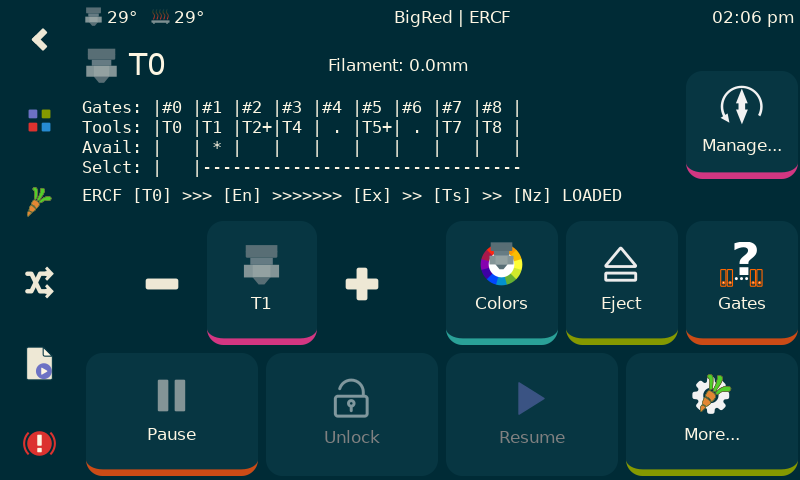 29° 29° BigRed | ERCF 02:06 pm
T0 Filament: 0.0mm
Gates: |#0 |#1 |#2 |#3 |#4 |#5 |#6 |#7 |#8 |
Tools: |T0 |T1 |T2+|T4 | . |T5+| . |T7 |T8 |
Avail: |   | * |   |   |   |   |   |   |   |
Selct: |   |--------------------------------
Manage...
ERCF [T0] >>> [En] >>>>>>> [Ex] >> [Ts] >> [Nz] LOADED
T1 Colors Eject Gates
Pause Unlock Resume More...